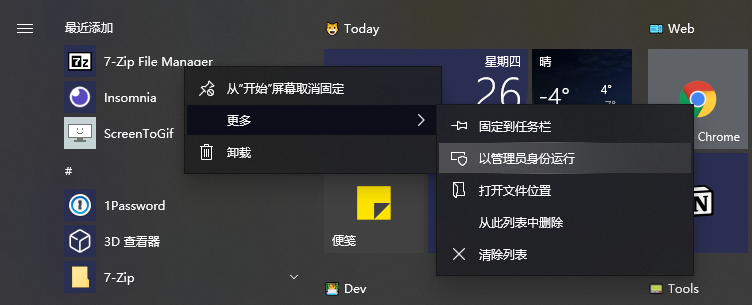 最近添加
7-Zip File Manager
Insomnia
ScreenToGif
#
1Password
3D 查看器
7-Zip
从"开始"屏幕取消固定
更多
卸载
固定到任务栏
以管理员身份运行
打开文件位置
从此列表中删除
清除列表
Today
星期四
26
晴
-4°
4°
7°
便笺
Dev
Web
Chrome
Tools